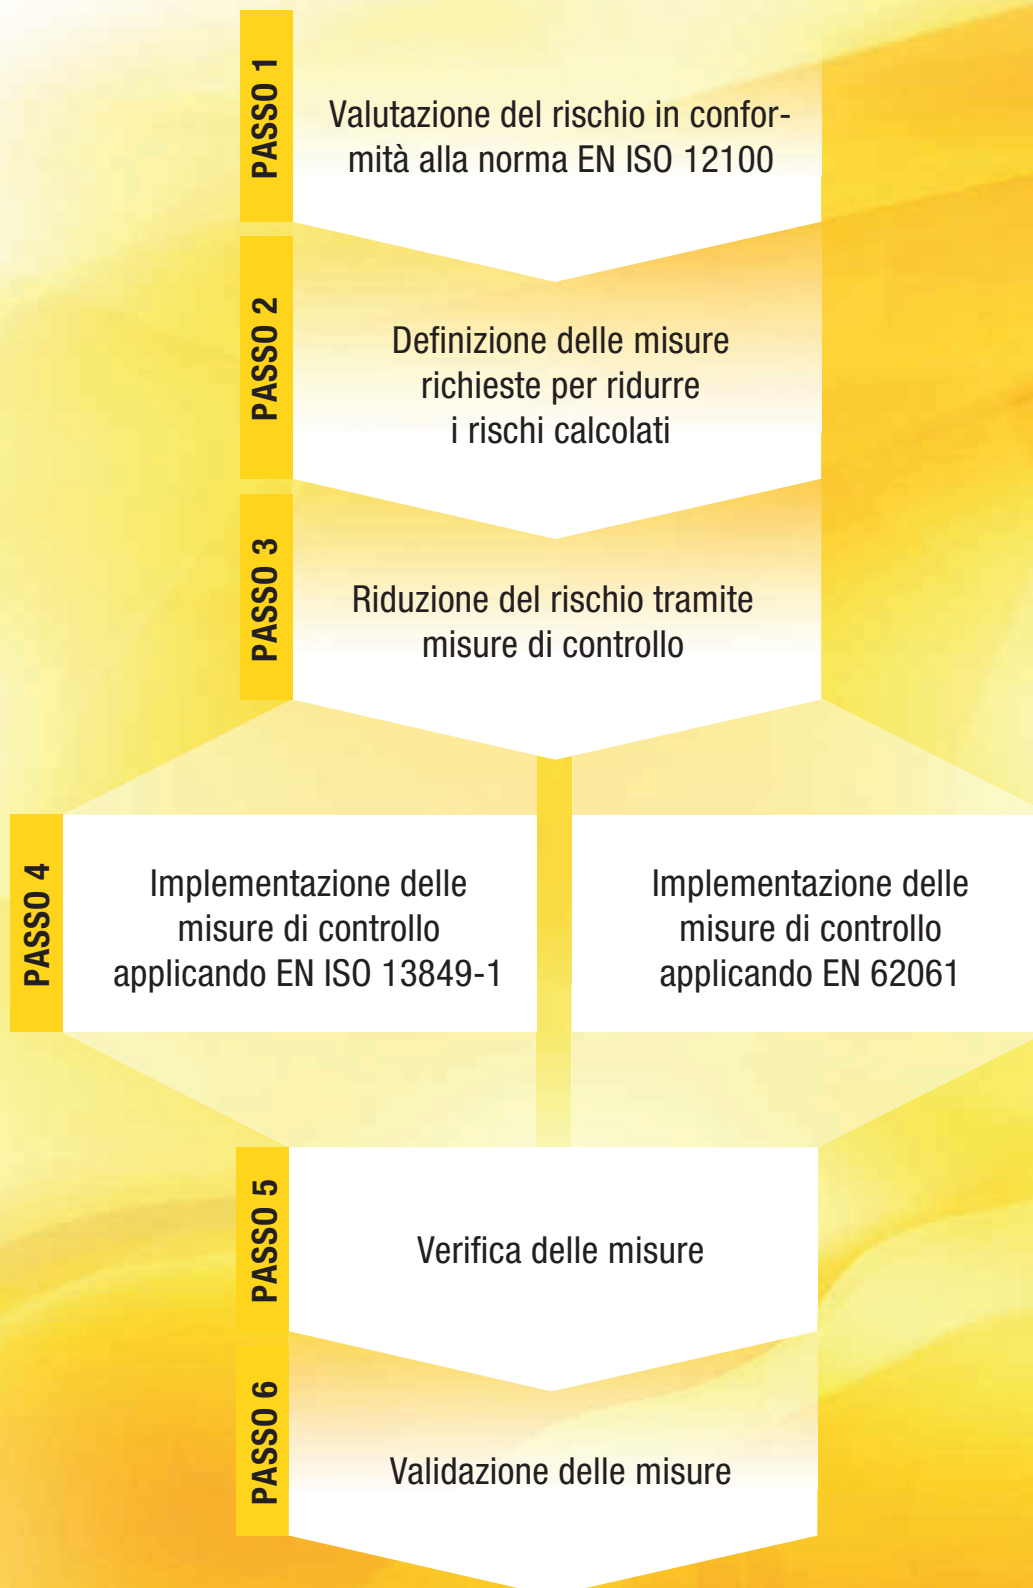 PASSO 1
Valutazione del rischio in confor-
mità alla norma EN ISO 12100
PASSO 2
Definizione delle misure
richieste per ridurre
i rischi calcolati
PASSO 3
Riduzione del rischio tramite
misure di controllo
PASSO 4
Implementazione delle
misure di controllo
applicando EN ISO 13849-1
Implementazione delle
misure di controllo
applicando EN 62061
PASSO 5
Verifica delle misure
PASSO 6
Validazione delle misure